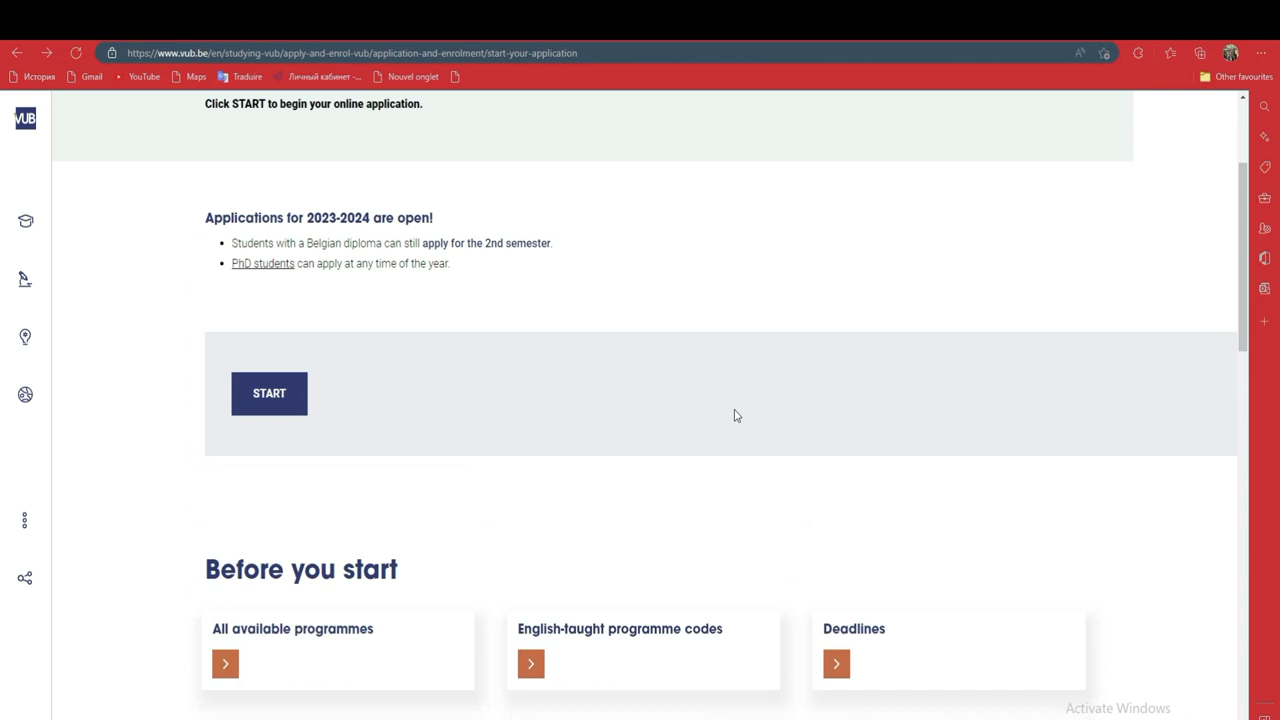 https://www.vub.be/en/studying-vub/apply-and-enrol-vub/application-and-enrolment/start-your-application
История Gmail YouTube Maps Traduire Личный кабинет -... Nouvel onglet Other favourites
VUB
Click START to begin your online application.
Applications for 2023-2024 are open!
Students with a Belgian diploma can still apply for the 2nd semester.
PhD students can apply at any time of the year.
START
Before you start
All available programmes
English-taught programme codes
Deadlines
Activate Windows